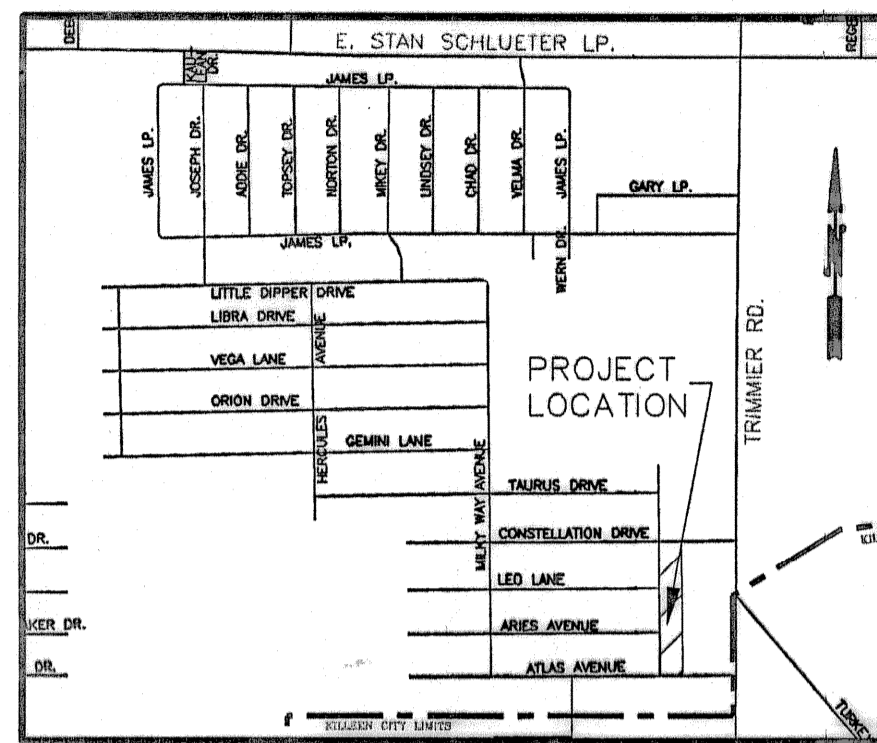 E. STAN SCHLUETER LP.
JAMES LP.
JAMES LP.
JOSEPH DR.
ADDIE DR.
TOPSEY DR.
NORTON DR.
MIKEY DR.
LINDSEY DR.
CHAD DR.
VELMA DR.
JAMES LP.
GARY LP.
JAMES LP.
WERN DR.
LITTLE DIPPER DRIVE
LIBRA DRIVE
HERCULES AVENUE
VEGA LANE
ORION DRIVE
GEMINI LANE
PROJECT
LOCATION
TRIMMIER RD.
MILKY WAY AVENUE
TAURUS DRIVE
CONSTELLATION DRIVE
DR.
LEO LANE
KER DR.
ARIES AVENUE
DR.
ATLAS AVENUE
KILLEEN CITY LIMITS